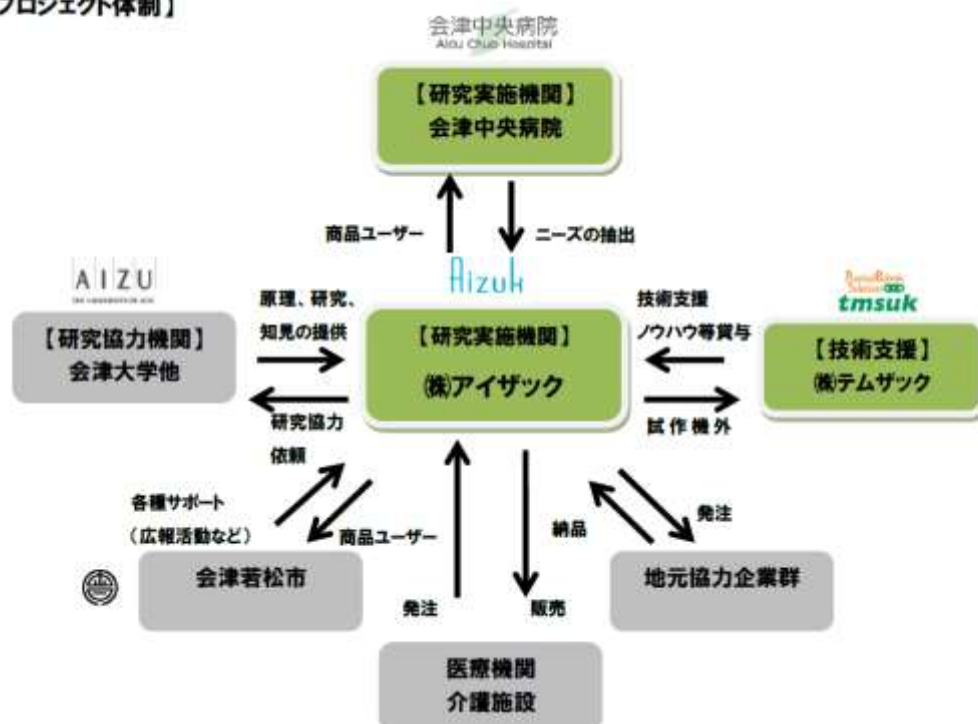 プロジェクト体制】
会津中央病院
Aizu Chuo Hospital
【研究実施機関】
会津中央病院
商品ユーザー
ニーズの抽出
AIZU
Aizuk
tmsuk
原理、研究、
知見の提供
技術支援
ノウハウ等貸与
【研究協力機関】
会津大学他
【研究実施機関】
㈱アイザック
【技術支援】
㈱テムザック
研究協力
依頼
試作機外
各種サポート
（広報活動など）
商品ユーザー
納品
発注
会津若松市
地元協力企業群
発注
販売
医療機関
介護施設